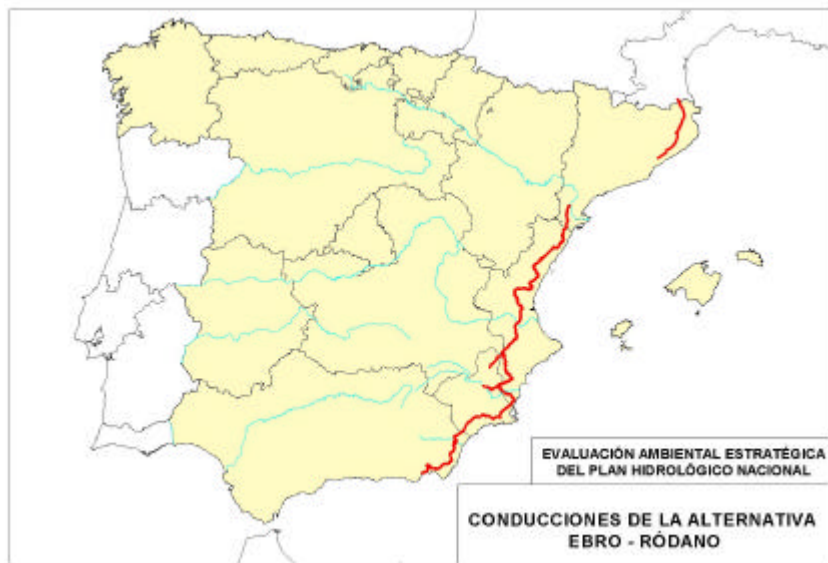 EVALUACIÓN AMBIENTAL ESTRATÉGICA
DEL PLAN HIDROLÓGICO NACIONAL
CONDUCCIONES DE LA ALTERNATIVA
EBRO - RÓDANO